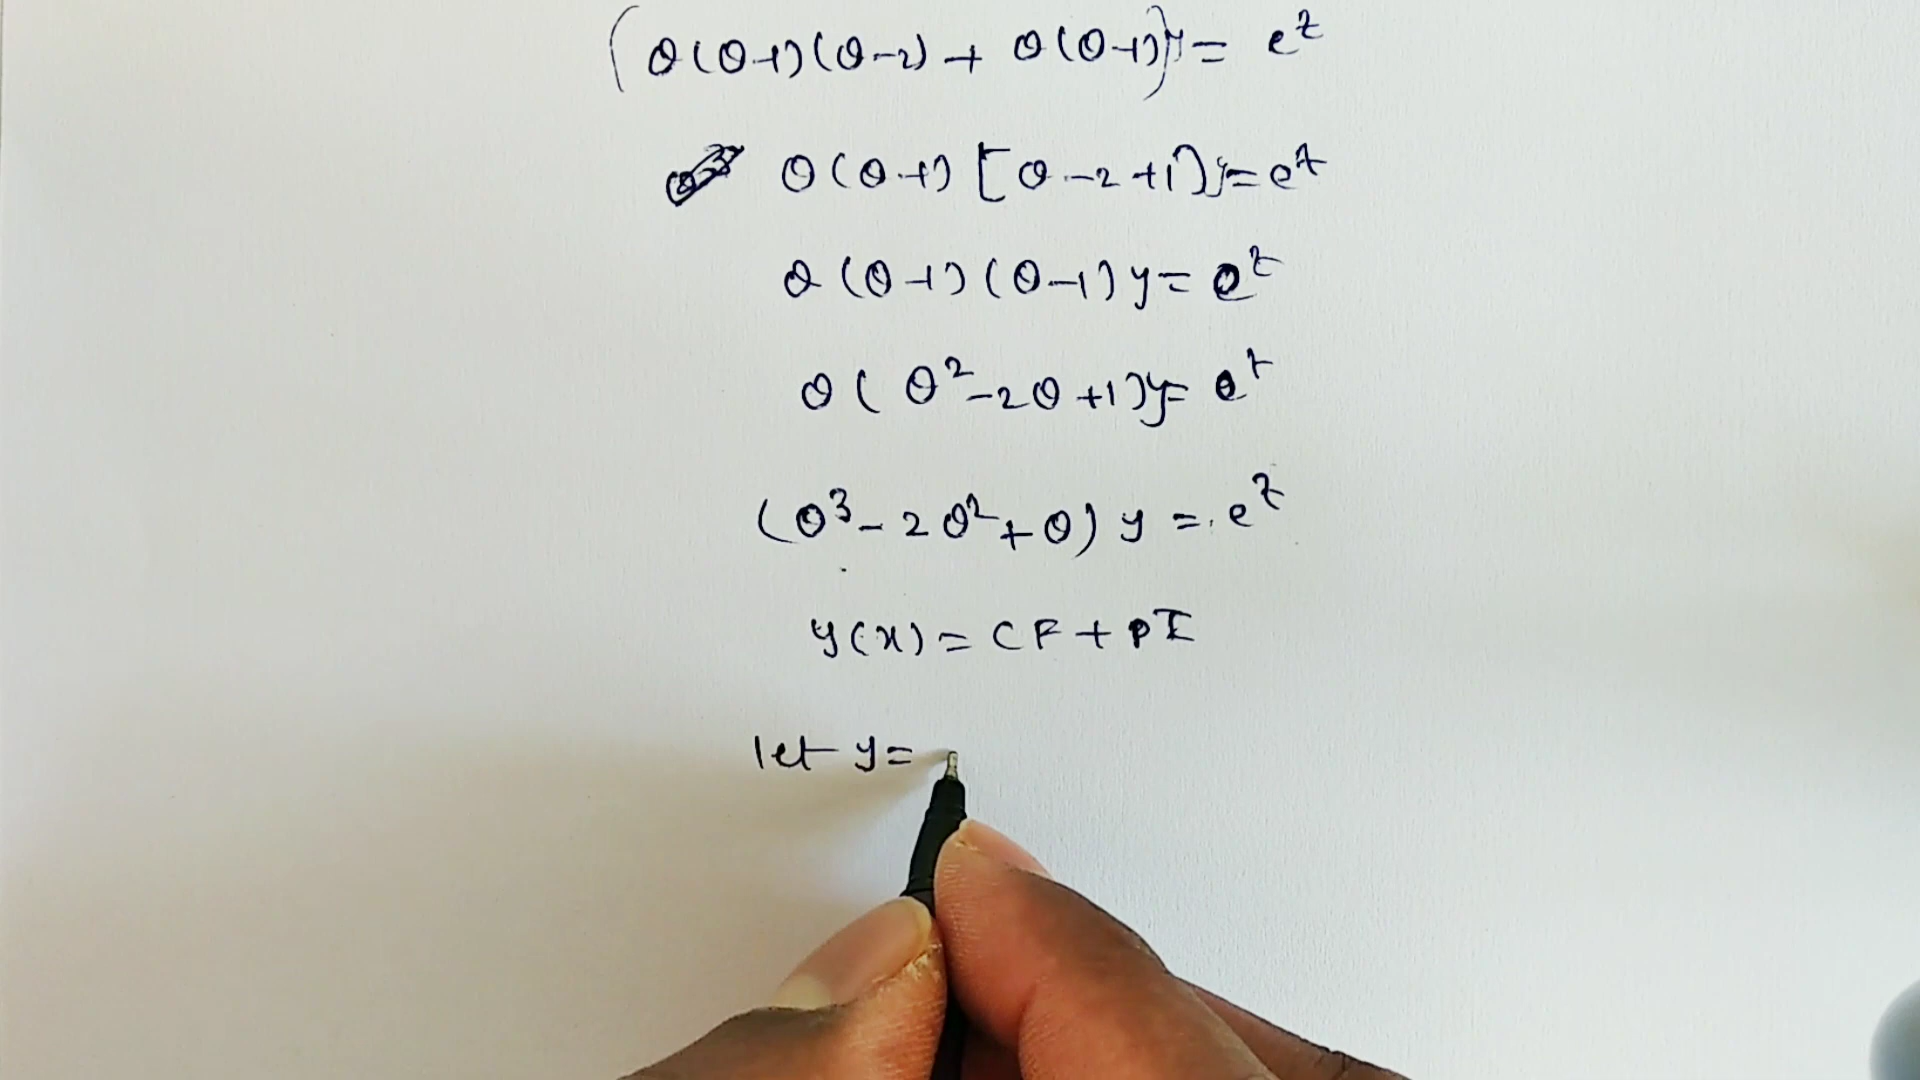 (θ(θ-1)(θ-2) + θ(θ-1)}y = e^z
θ(θ-1) [θ-2+1]y = e^z
θ(θ-1)(θ-1)y = e^z
θ(θ²-2θ+1)y = e^z
(θ³-2θ²+θ)y = e^z
y(x) = CF + PI
let y =